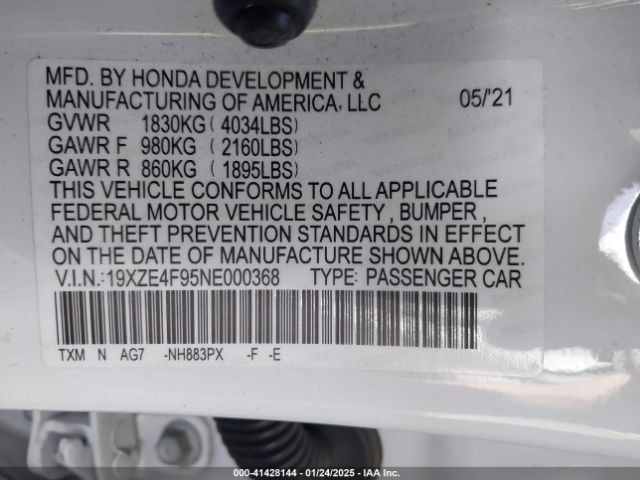 MFD. BY HONDA DEVELOPMENT &
MANUFACTURING OF AMERICA, LLC 05/'21
GVWR 1830KG ( 4034LBS)
GAWR F 980KG ( 2160LBS)
GAWR R 860KG ( 1895LBS)
THIS VEHICLE CONFORMS TO ALL APPLICABLE
FEDERAL MOTOR VEHICLE SAFETY , BUMPER ,
AND THEFT PREVENTION STANDARDS IN EFFECT
ON THE DATE OF MANUFACTURE SHOWN ABOVE.
V.I.N.:19XZE4F95NE000368 TYPE: PASSENGER CAR
TXM N AG7 -NH883PX -F -E
000-41428144 - 01/24/2025 - IAA Inc.